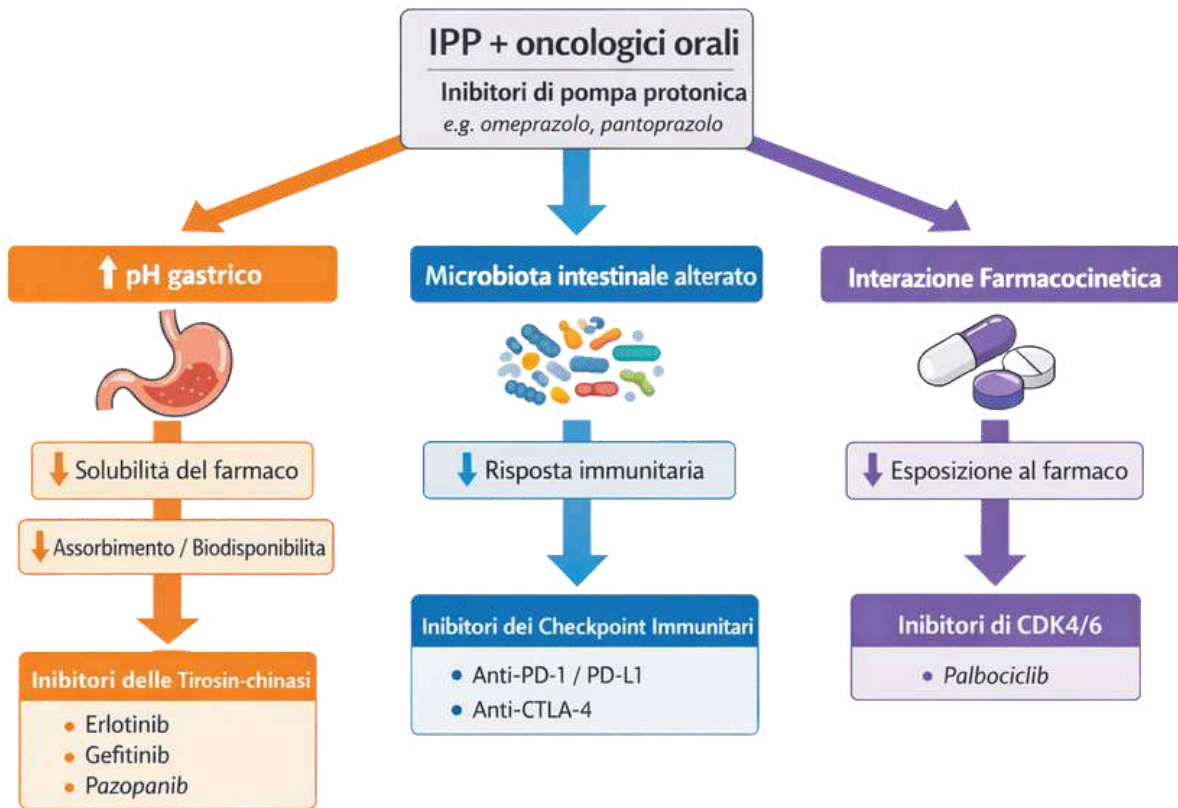 IPP + oncologici orali
Inibitori di pompa protonica
e.g. omeprazolo, pantoprazolo
↑ pH gastrico
↓ Solubilità del farmaco
↓ Assorbimento / Biodisponibilita
Inibitori delle Tirosin-chinasi
• Erlotinib
• Gefitinib
• Pazopanib
Microbiota intestinale alterato
↓ Risposta immunitaria
Inibitori dei Checkpoint Immunitari
• Anti-PD-1 / PD-L1
• Anti-CTLA-4
Interazione Farmacocinetica
↓ Esposizione al farmaco
Inibitori di CDK4/6
• Palbociclib